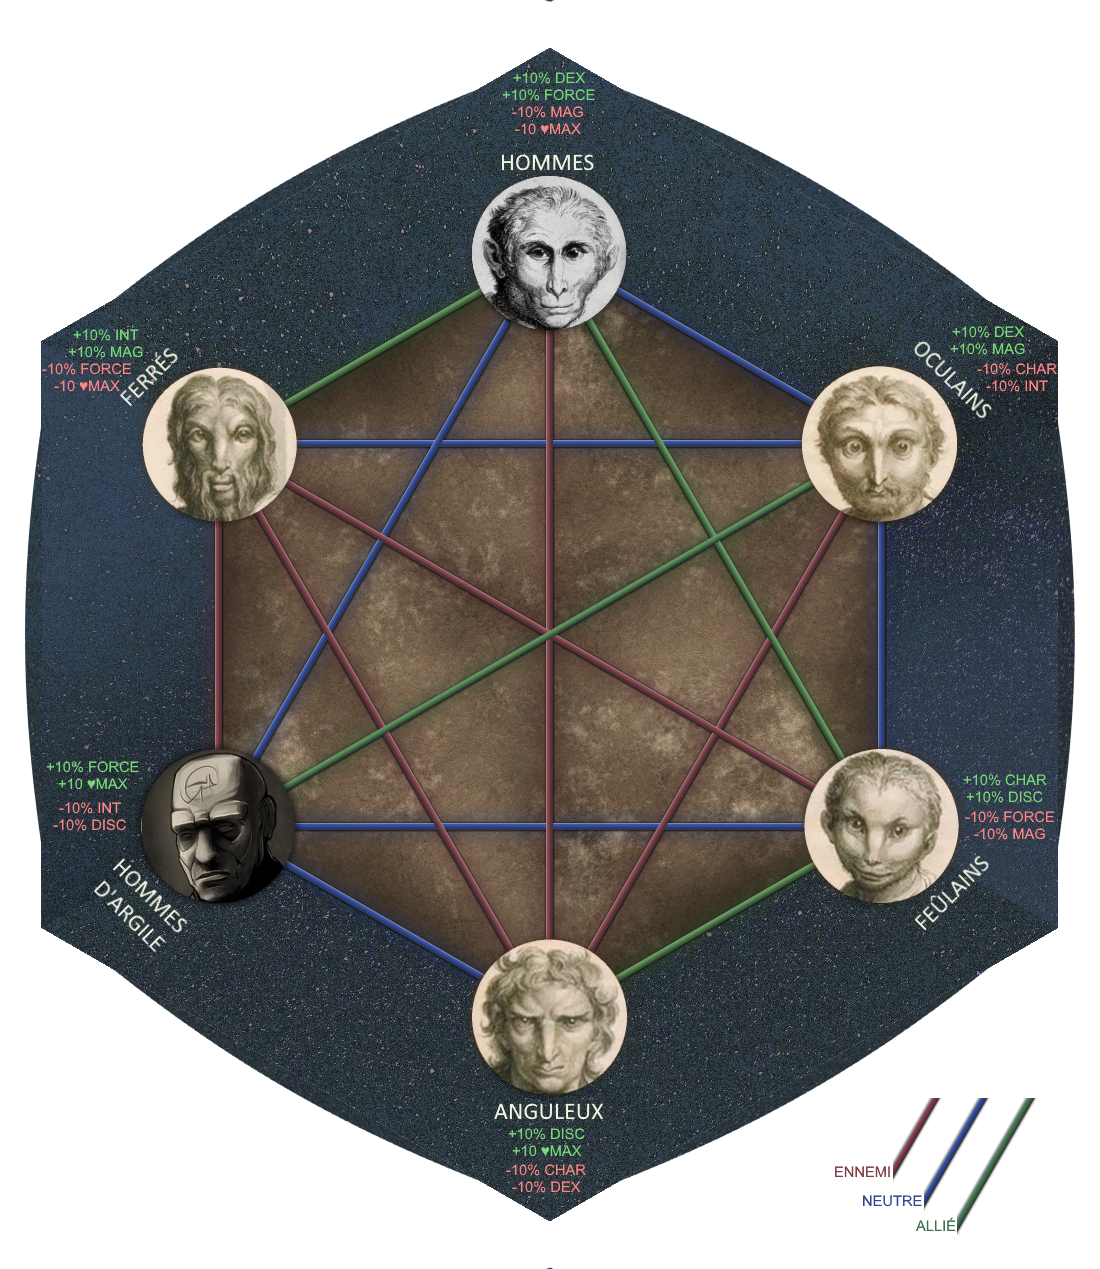 +10% DEX
+10% FORCE
-10% MAG
-10 ♥MAX
HOMMES
+10% INT
+10% MAG
-10% FORCE
-10 ♥MAX
FERRÉS
+10% DEX
+10% MAG
-10% CHAR
-10% INT
OCULAINS
+10% FORCE
+10 ♥MAX
-10% INT
-10% DISC
HOMMES
D'ARGILE
+10% CHAR
+10% DISC
-10% FORCE
-10% MAG
FEÛLAINS
ANGULEUX
+10% DISC
+10 ♥MAX
-10% CHAR
-10% DEX
ENNEMI
NEUTRE
ALLIÉ